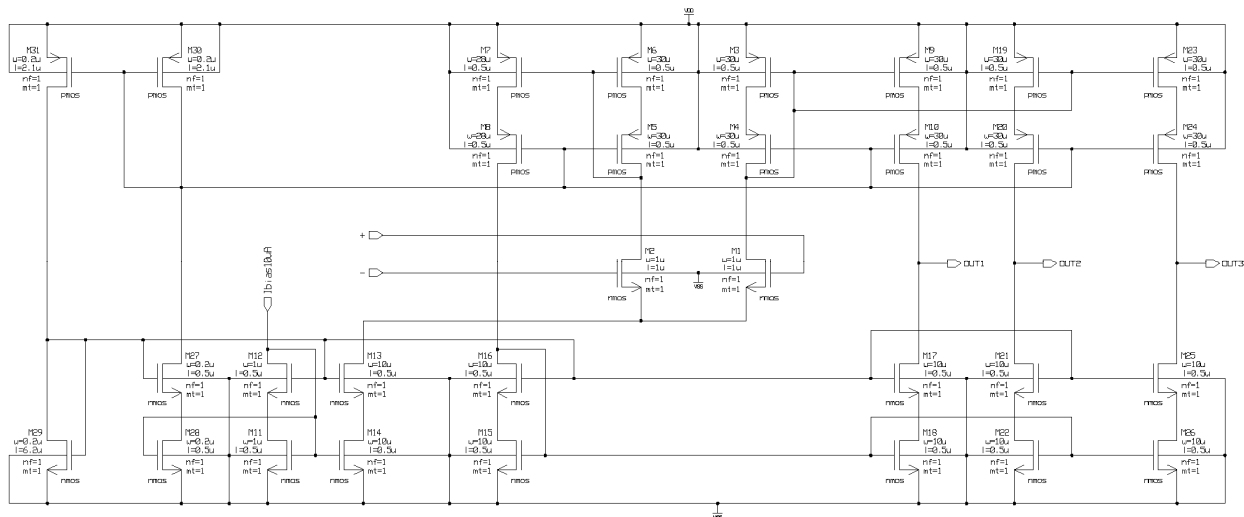 VDD
M31
w=0.2u
l=2.1u
nf=1
mt=1
pmos
M30
w=0.2u
l=2.1u
nf=1
mt=1
pmos
M7
w=20u
l=0.5u
nf=1
mt=1
pmos
M6
w=30u
l=0.5u
nf=1
mt=1
pmos
M3
w=30u
l=0.5u
nf=1
mt=1
pmos
M9
w=30u
l=0.5u
nf=1
mt=1
pmos
M19
w=30u
l=0.5u
nf=1
mt=1
pmos
M23
w=30u
l=0.5u
nf=1
mt=1
pmos
M8
w=20u
l=0.5u
nf=1
mt=1
pmos
M5
w=30u
l=0.5u
nf=1
mt=1
pmos
M4
w=30u
l=0.5u
nf=1
mt=1
pmos
M10
w=30u
l=0.5u
nf=1
mt=1
pmos
M20
w=30u
l=0.5u
nf=1
mt=1
pmos
M24
w=30u
l=0.5u
nf=1
mt=1
pmos
+
-
Ibias10uA
M2
w=1u
l=1u
nf=1
mt=1
nmos
VSS
M1
w=1u
l=1u
nf=1
mt=1
nmos
OUT1
OUT2
OUT3
M27
w=0.2u
l=0.5u
nf=1
mt=1
nmos
M12
w=1u
l=0.5u
nf=1
mt=1
nmos
M13
w=10u
l=0.5u
nf=1
mt=1
nmos
M16
w=10u
l=0.5u
nf=1
mt=1
nmos
M17
w=10u
l=0.5u
nf=1
mt=1
nmos
M21
w=10u
l=0.5u
nf=1
mt=1
nmos
M25
w=10u
l=0.5u
nf=1
mt=1
nmos
M29
w=0.2u
l=6.2u
nf=1
mt=1
nmos
M28
w=0.2u
l=0.5u
nf=1
mt=1
nmos
M11
w=1u
l=0.5u
nf=1
mt=1
nmos
M14
w=10u
l=0.5u
nf=1
mt=1
nmos
M15
w=10u
l=0.5u
nf=1
mt=1
nmos
M18
w=10u
l=0.5u
nf=1
mt=1
nmos
M22
w=10u
l=0.5u
nf=1
mt=1
nmos
M26
w=10u
l=0.5u
nf=1
mt=1
nmos
VSS